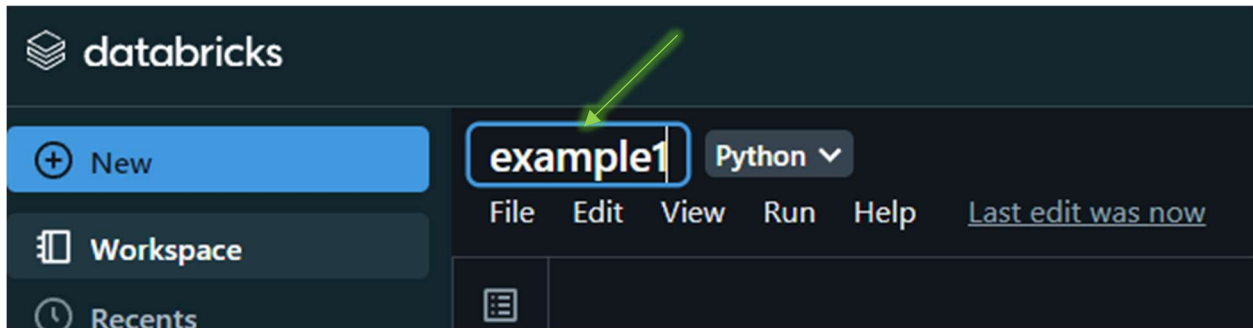 databricks
New
Workspace
Recents
example1
Python
File Edit View Run Help Last edit was now